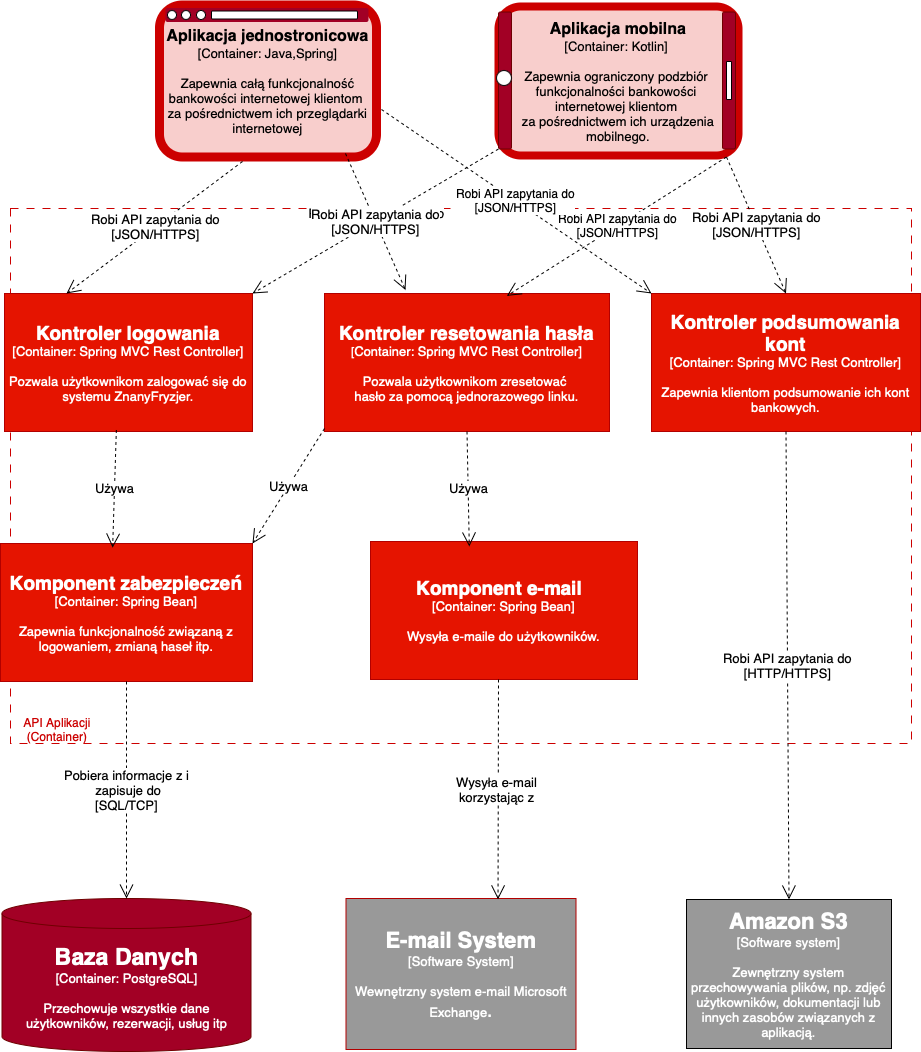 Aplikacja jednostronicowa
[Container: Java,Spring]
Zapewnia całą funkcjonalność
bankowości internetowej klientom
za pośrednictwem ich przeglądarki
internetowej
Aplikacja mobilna
[Container: Kotlin]
Zapewnia ograniczony podzbiór
funkcjonalności bankowości
internetowej klientom
za pośrednictwem ich urządzenia
mobilnego.
Robi API zapytania do
[JSON/HTTPS]
Robi API zapytania do
[JSON/HTTPS]
Robi API zapytania do
[JSON/HTTPS]
Robi API zapytania do
[JSON/HTTPS]
Robi API zapytania do
[JSON/HTTPS]
Kontroler logowania
[Container: Spring MVC Rest Controller]
Pozwala użytkownikom zalogować się do
systemu ZnanyFryzjer.
Kontroler resetowania hasła
[Container: Spring MVC Rest Controller]
Pozwala użytkownikom zresetować
hasło za pomocą jednorazowego linku.
Kontroler podsumowania
kont
[Container: Spring MVC Rest Controller]
Zapewnia klientom podsumowanie ich kont
bankowych.
Używa
Używa
Używa
Komponent zabezpieczeń
[Container: Spring Bean]
Zapewnia funkcjonalność związaną z
logowaniem, zmianą haseł itp.
Komponent e-mail
[Container: Spring Bean]
Wysyła e-maile do użytkowników.
Robi API zapytania do
[HTTP/HTTPS]
API Aplikacji
(Container)
Pobiera informacje z i
zapisuje do
[SQL/TCP]
Wysyła e-mail
korzystając z
Baza Danych
[Container: PostgreSQL]
Przechowuje wszystkie dane
użytkowników, rezerwacji, usług itp
E-mail System
[Software System]
Wewnętrzny system e-mail Microsoft
Exchange.
Amazon S3
[Software system]
Zewnętrzny system
przechowywania plików, np. zdjęć
użytkowników, dokumentacji lub
innych zasobów związanych z
aplikacją.